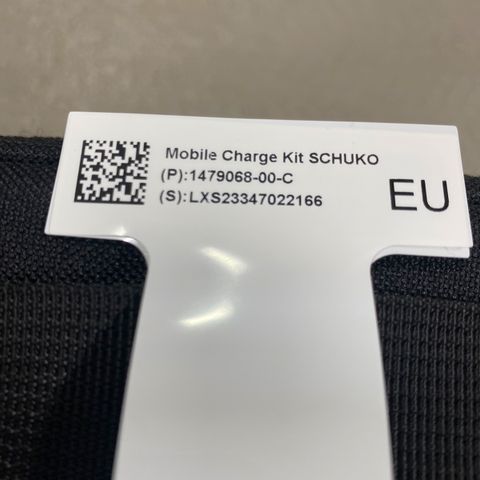 Mobile Charge Kit SCHUKO
(P):1479068-00-C
(S):LXS23347022166
EU